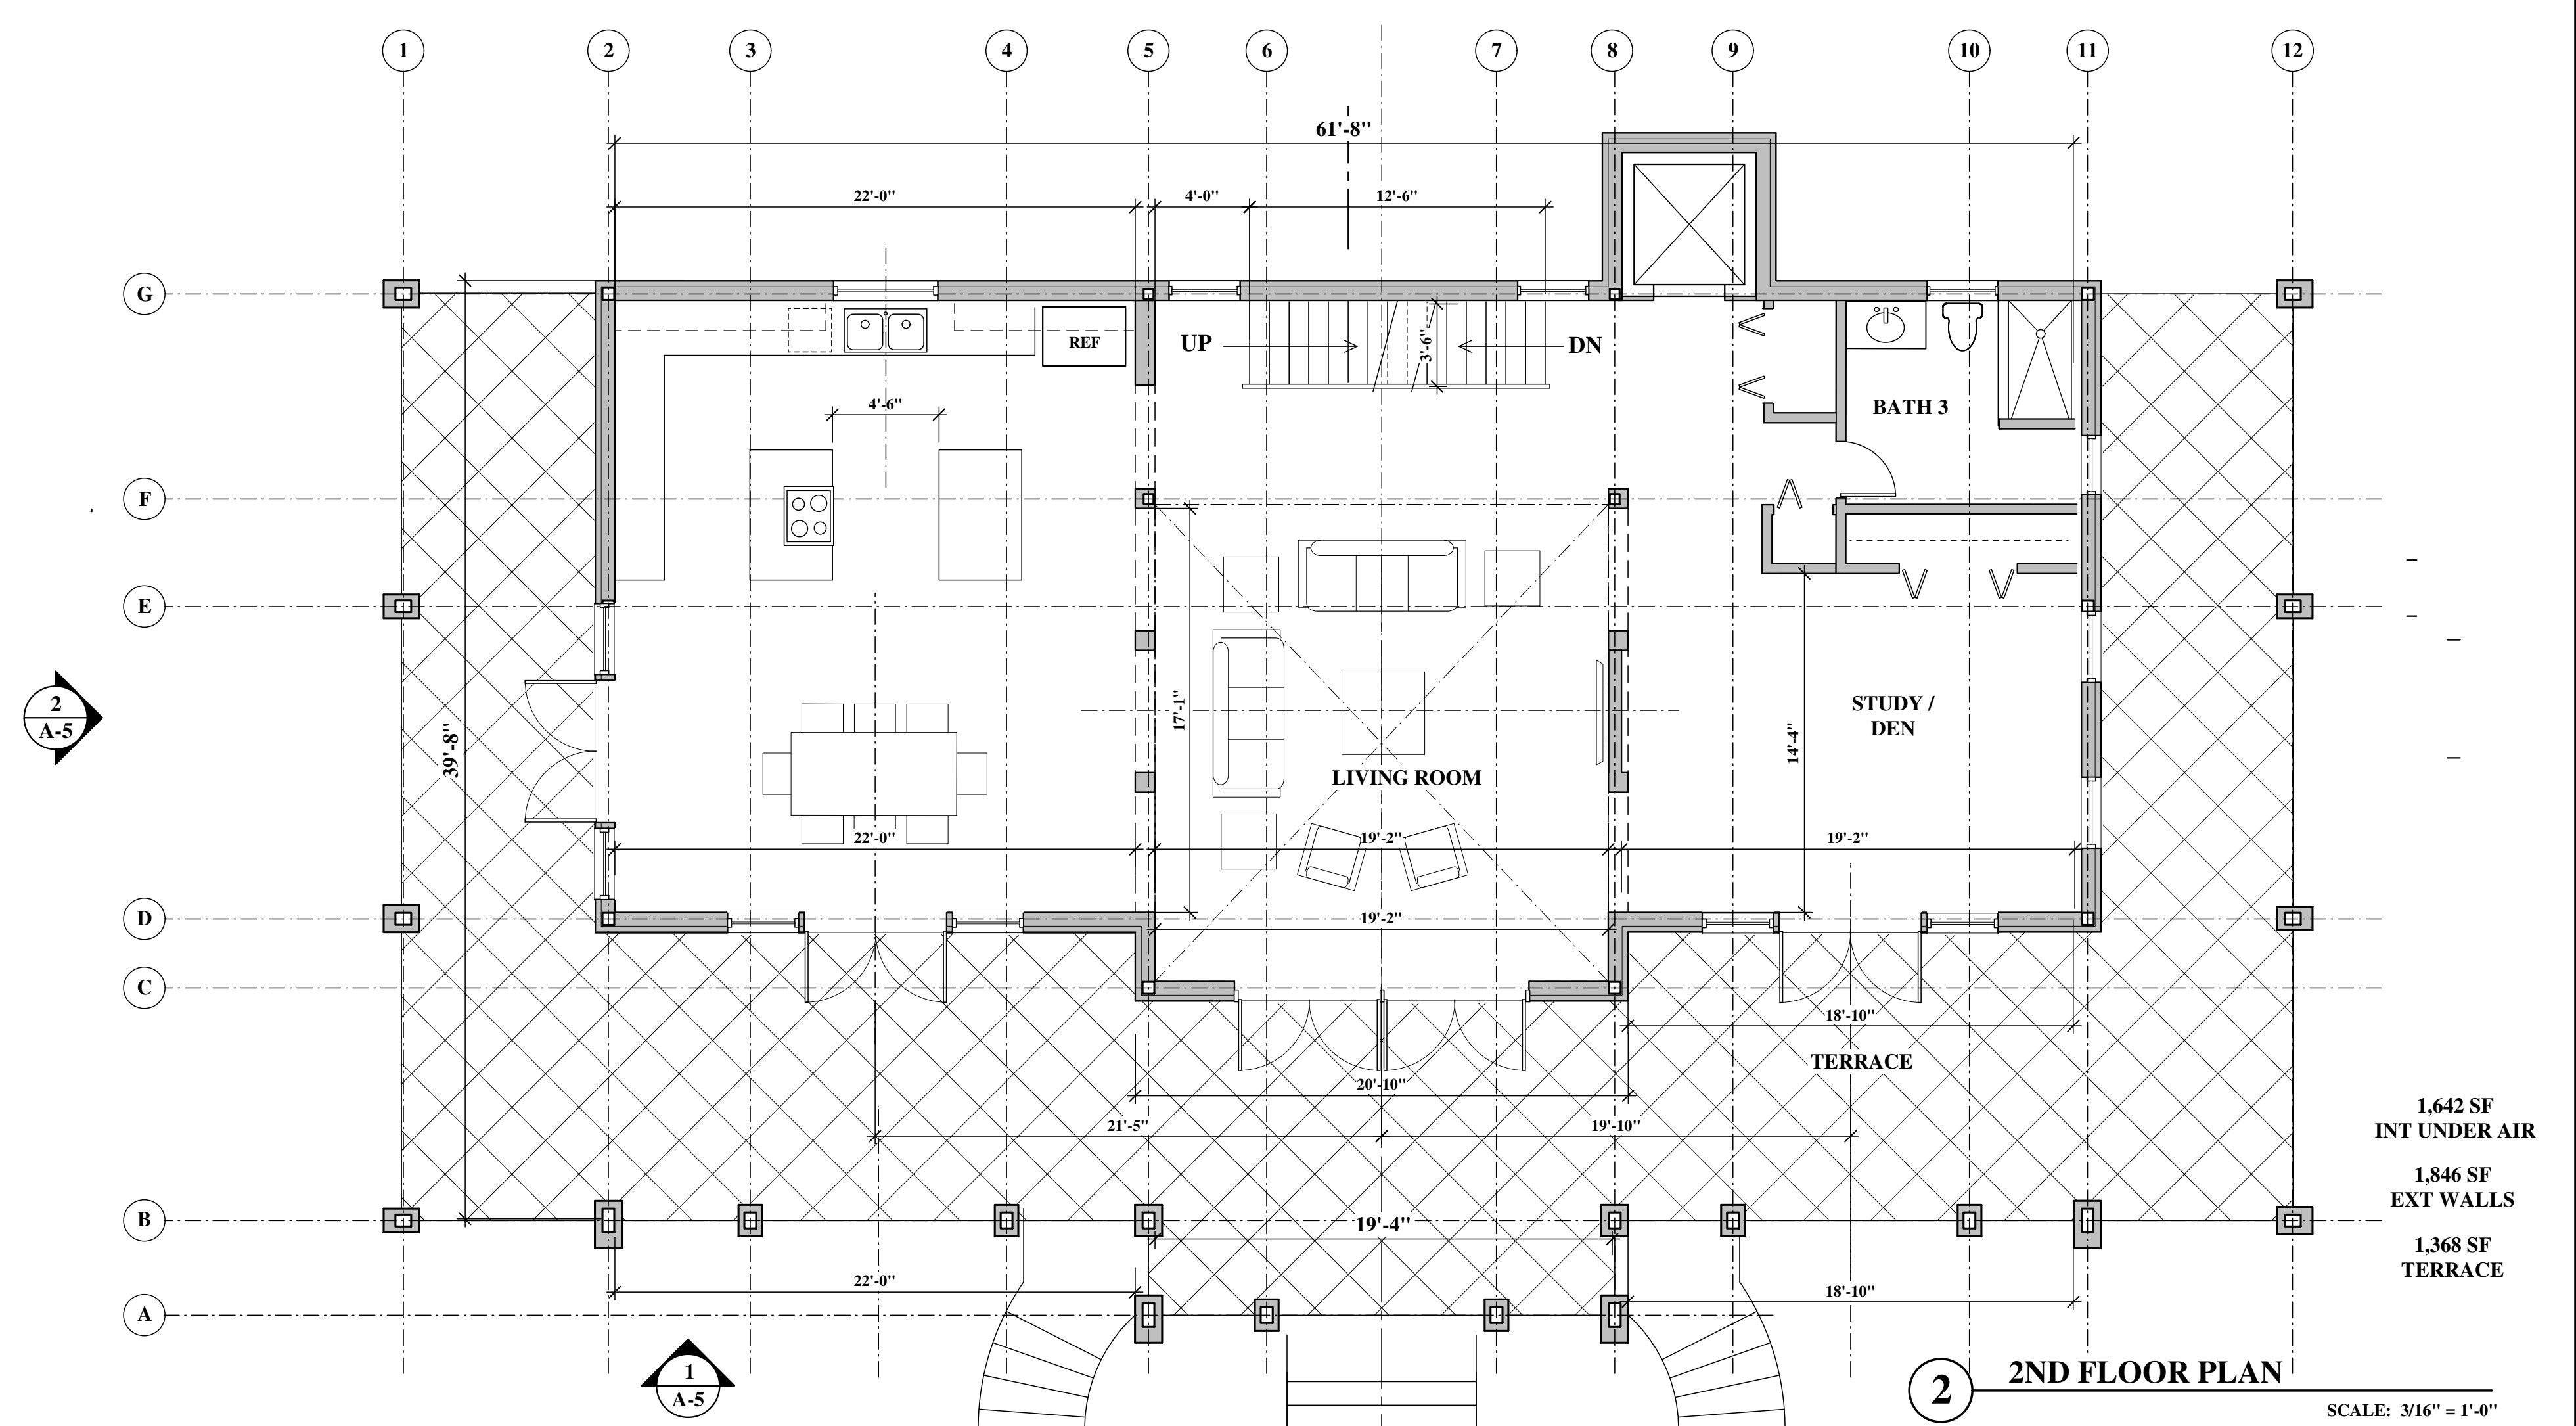 1 2 3 4 5 6 7 8 9 10 11 12
61'-8"
22'-0" 4'-0" 12'-6"
G
UP DN
REF
3'-6"
4'-6"
BATH 3
F
E
2
A-5
39'-8"
17'-1"
14'-4"
STUDY /
DEN
LIVING ROOM
22'-0" 19'-2" 19'-2"
D
19'-2"
C
18'-10"
TERRACE
20'-10"
21'-5" 19'-10"
1,642 SF
INT UNDER AIR
1,846 SF
EXT WALLS
1,368 SF
TERRACE
B
19'-4"
22'-0" 18'-10"
A
1
A-5
2 2ND FLOOR PLAN
SCALE: 3/16" = 1'-0"